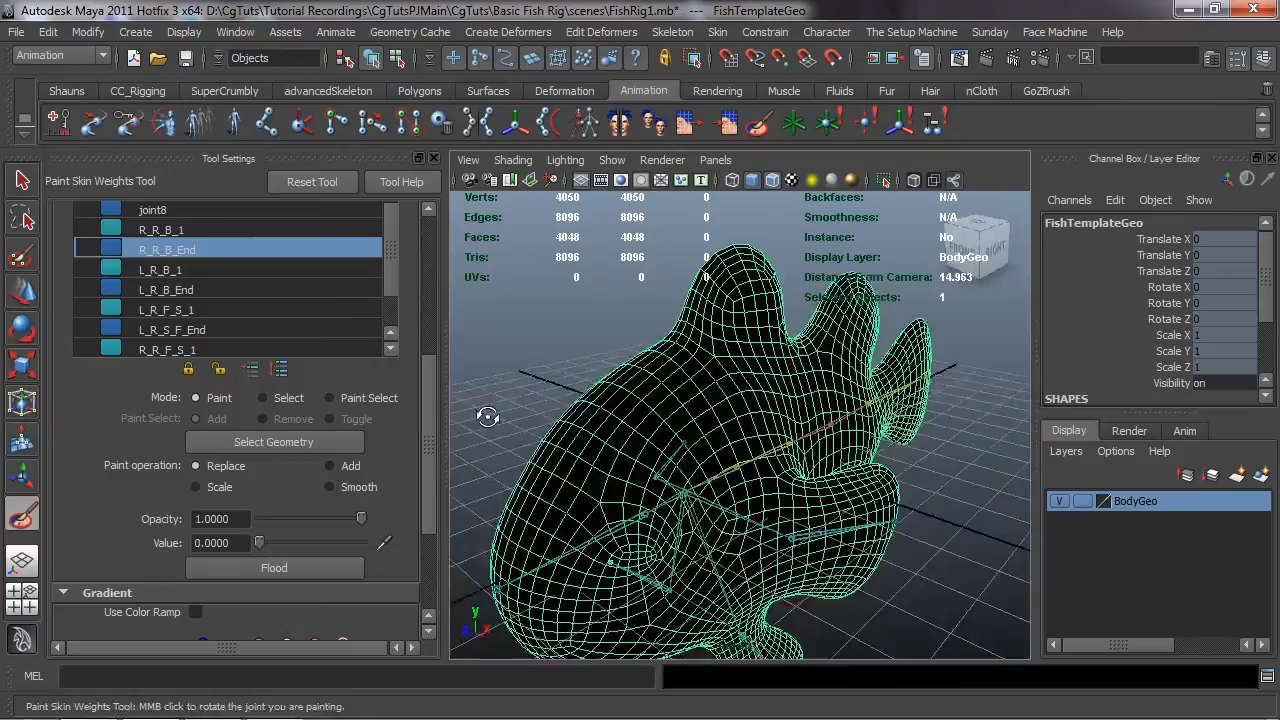 Autodesk Maya 2011 Hotfix 3 x64: D:\CgTuts\Tutorial Recordings\CgTutsPJMain\CgTuts\Basic Fish Rig\scenes\FishRig1.mb* --- FishTemplateGeo
File Edit Modify Create Display Window Assets Animate Geometry Cache Create Deformers Edit Deformers Skeleton Skin Constrain Character The Setup Machine Sunday Face Machine Help
Animation Objects
Shauns CC_Rigging SuperCrumbly advancedSkeleton Polygons Surfaces Deformation Animation Rendering Muscle Fluids Fur Hair nCloth GoZBrush
Tool Settings
Paint Skin Weights Tool Reset Tool Tool Help
joint8
R_R_B_1
R_R_B_End
L_R_B_1
L_R_B_End
L_R_F_S_1
L_R_S_F_End
R_R_F_S_1
Mode: Paint Select Paint Select
Paint Select: Add Remove Toggle
Select Geometry
Paint operation: Replace Add
Scale Smooth
Opacity: 1.0000
Value: 0.0000
Flood
Gradient
Use Color Ramp
View Shading Lighting Show Renderer Panels
Verts: 4050 4050 0
Edges: 8096 8096 0
Faces: 4048 4048 0
Tris: 8096 8096 0
UVs: 0 0 0
Backfaces: N/A
Smoothness: N/A
Instance: No
Display Layer: BodyGeo
Distance From Camera: 14.963
Selected Objects: 1
FRONT RIGHT
y
z x
Channel Box / Layer Editor
Channels Edit Object Show
FishTemplateGeo
Translate X 0
Translate Y 0
Translate Z 0
Rotate X 0
Rotate Y 0
Rotate Z 0
Scale X 1
Scale Y 1
Scale Z 1
Visibility on
SHAPES
Display Render Anim
Layers Options Help
V BodyGeo
MEL
Paint Skin Weights Tool: MMB click to rotate the joint you are painting.